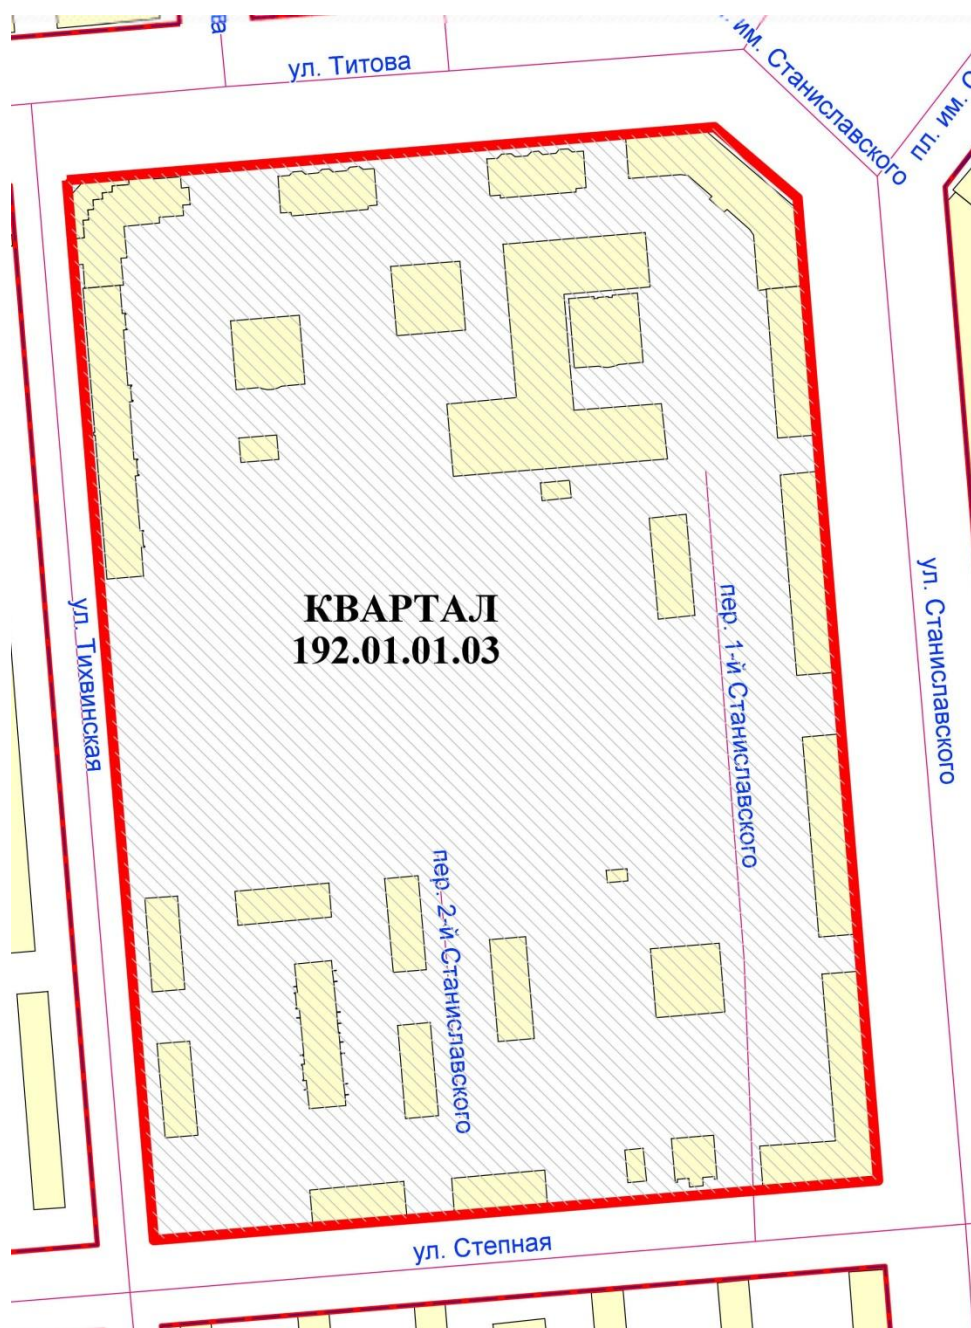 ва
ул. Титова
им. Станиславского
пл. им. С
КВАРТАЛ
192.01.01.03
ул. Тихвинская
пер. 1-й Станиславского
ул. Станиславского
пер. 2-й Станиславского
ул. Степная